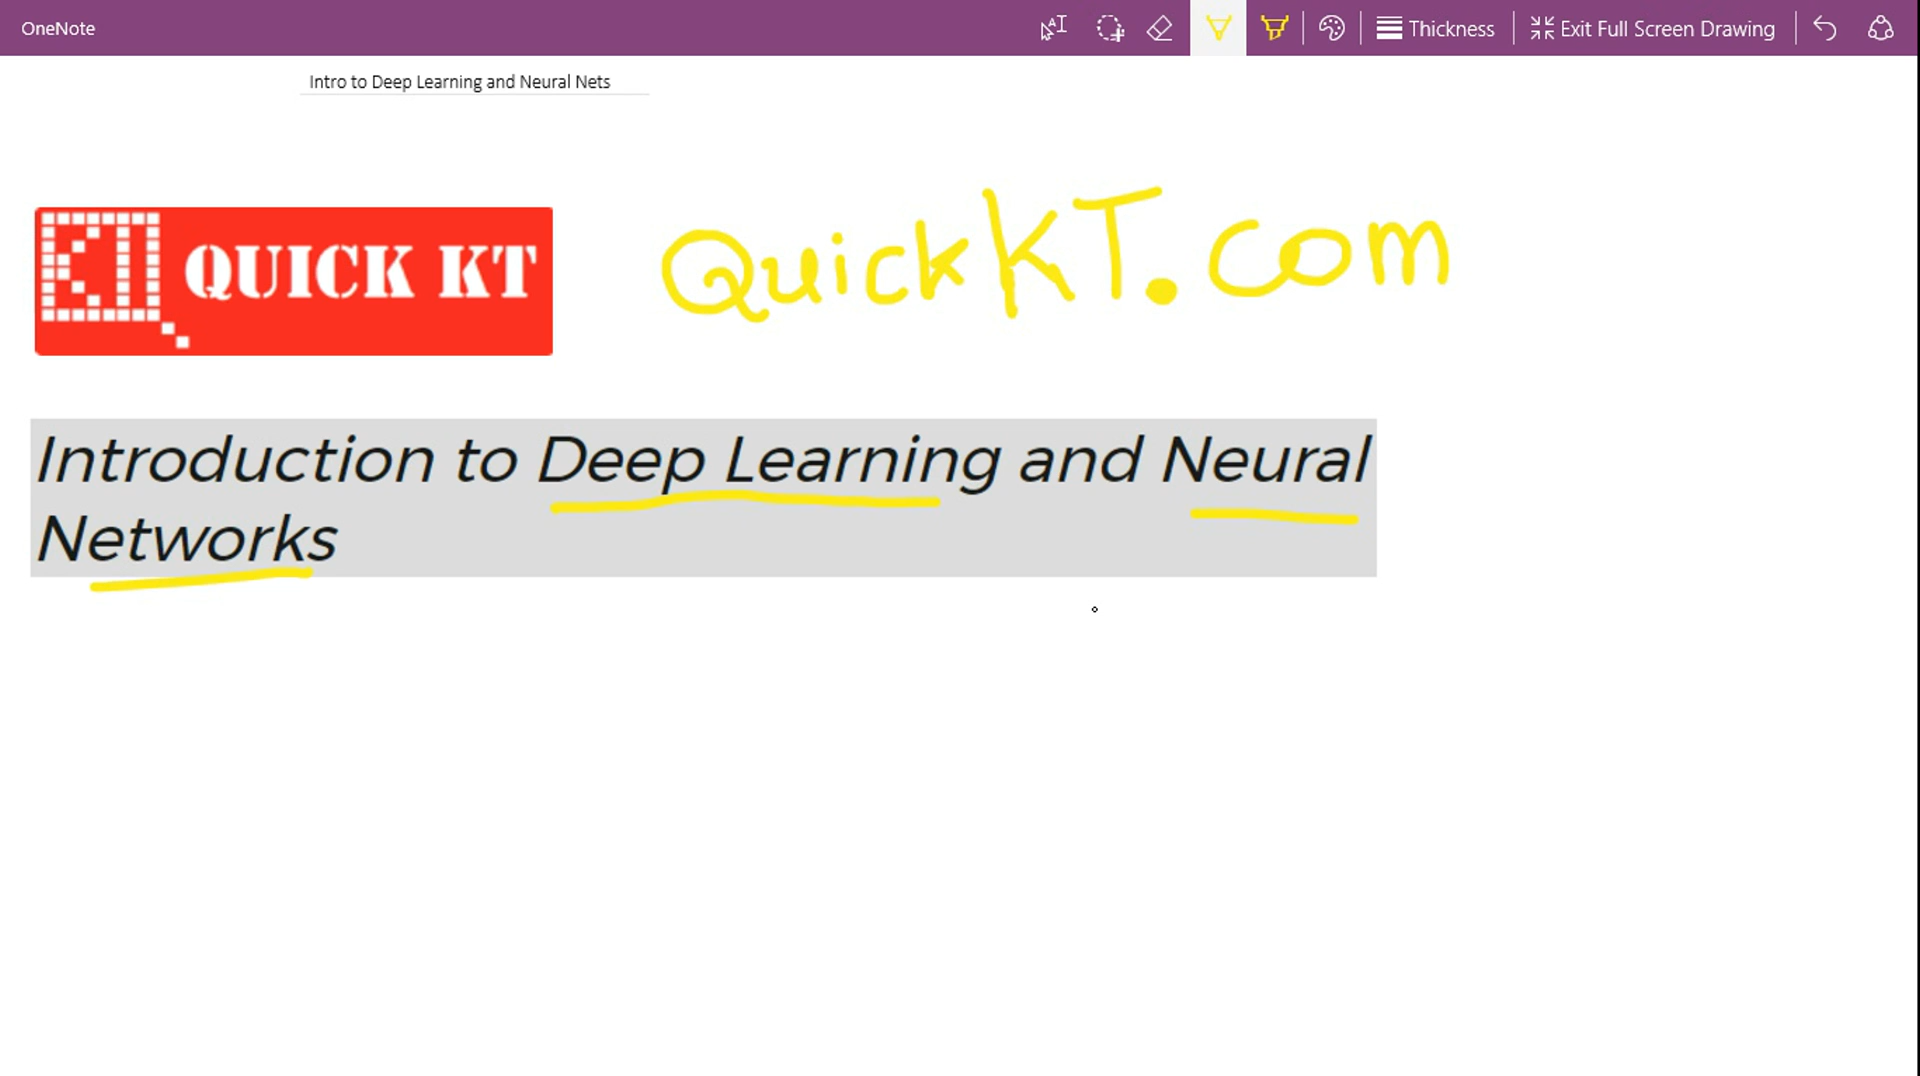 OneNote
Thickness
Exit Full Screen Drawing
Intro to Deep Learning and Neural Nets
QUICK KT
QuickKT.com
Introduction to Deep Learning and Neural
Networks